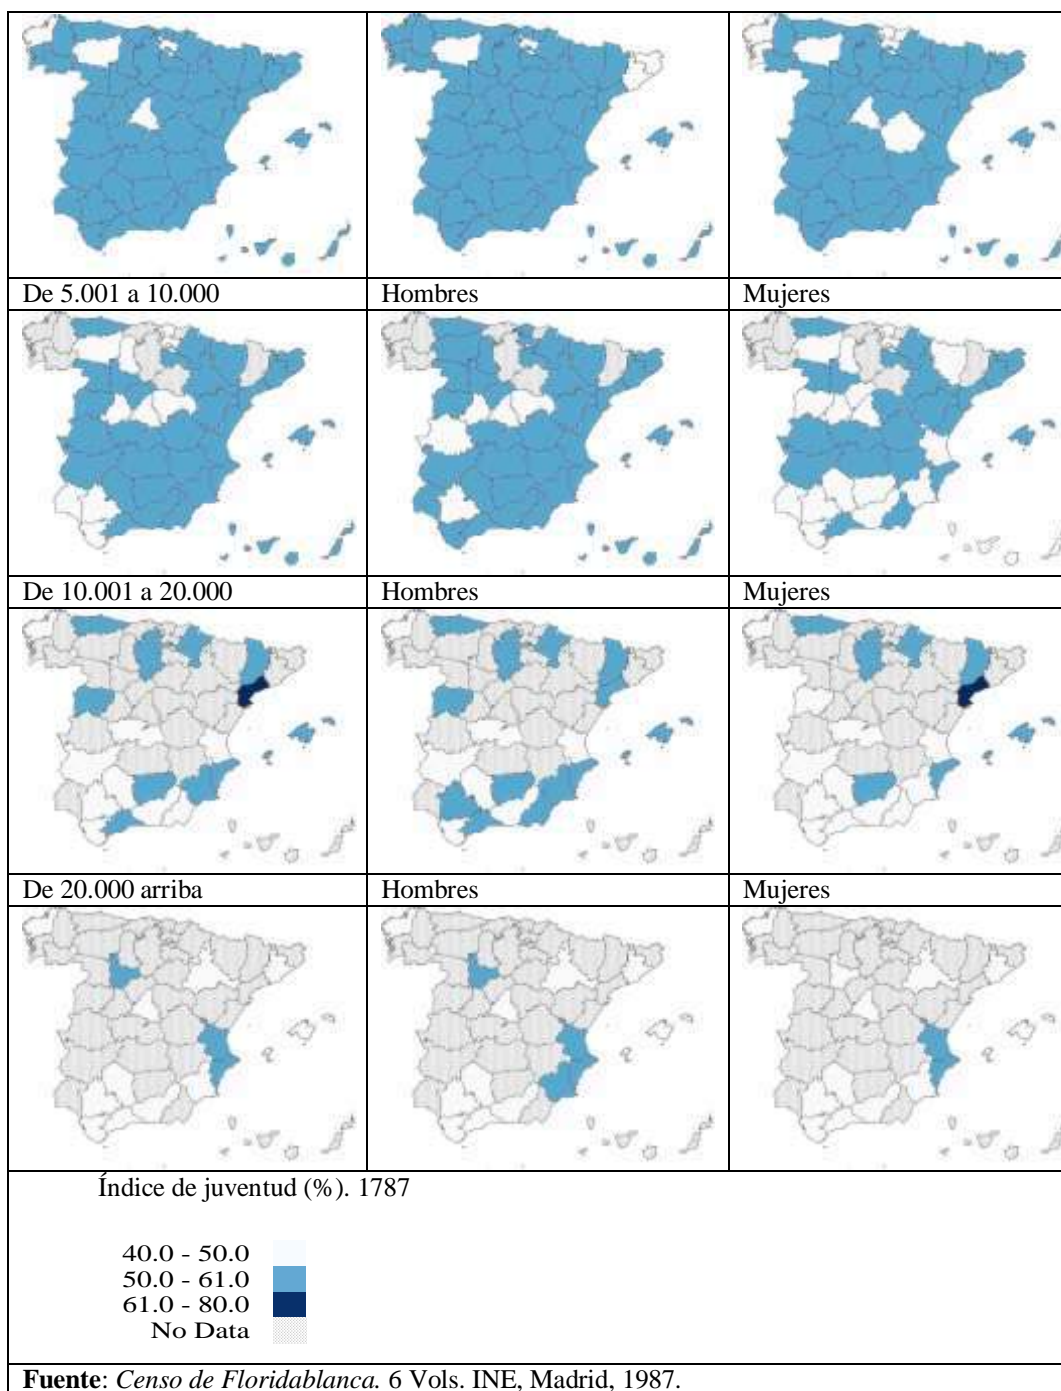 De 5.001 a 10.000 Hombres Mujeres
De 10.001 a 20.000 Hombres Mujeres
De 20.000 arriba Hombres Mujeres
Índice de juventud (%). 1787
40.0 - 50.0
50.0 - 61.0
61.0 - 80.0
No Data
Fuente: Censo de Floridablanca. 6 Vols. INE, Madrid, 1987.